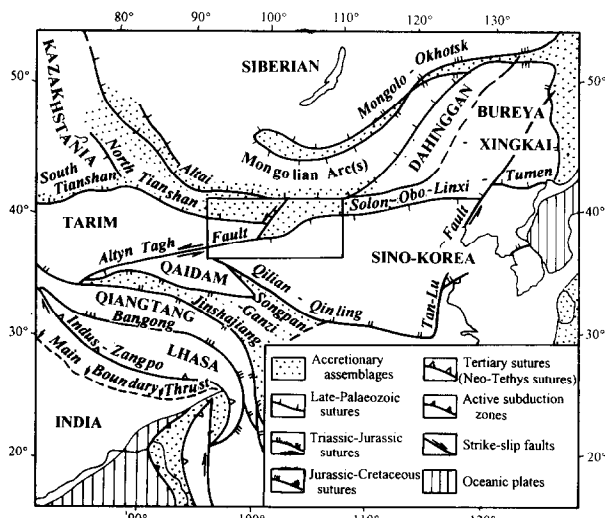 80°
90°
100°
110°
120°
130°
50°
50°
40°
40°
30°
30°
20°
20°
90°
100°
120°
KAZAKHSTANIA
SIBERIAN
Mongolo Okhotsk
Mongolian Arc(s)
DAHINGGAN
BUREYA
-XINGKAI-
Altai
South Tianshan
North Tianshan
Solon-Obo-Linxi - Tumen
TARIM
Altyn Tagh Fault
Fault
SINO-KOREA
QAIDAM
Qilian - Qinling
Tan-Lu
QIANGTANG
Jinshajiang
-Ganzi
Songpan
Bangong
LHASA
Indus-Zangpo
Main Boundary Thrust
INDIA
Accretionary assemblages
Late-Palaeozoic sutures
Triassic-Jurassic sutures
Jurassic-Cretaceous sutures
Tertiary sutures
(Neo-Tethys sutures)
Active subduction zones
Strike-slip faults
Oceanic plates